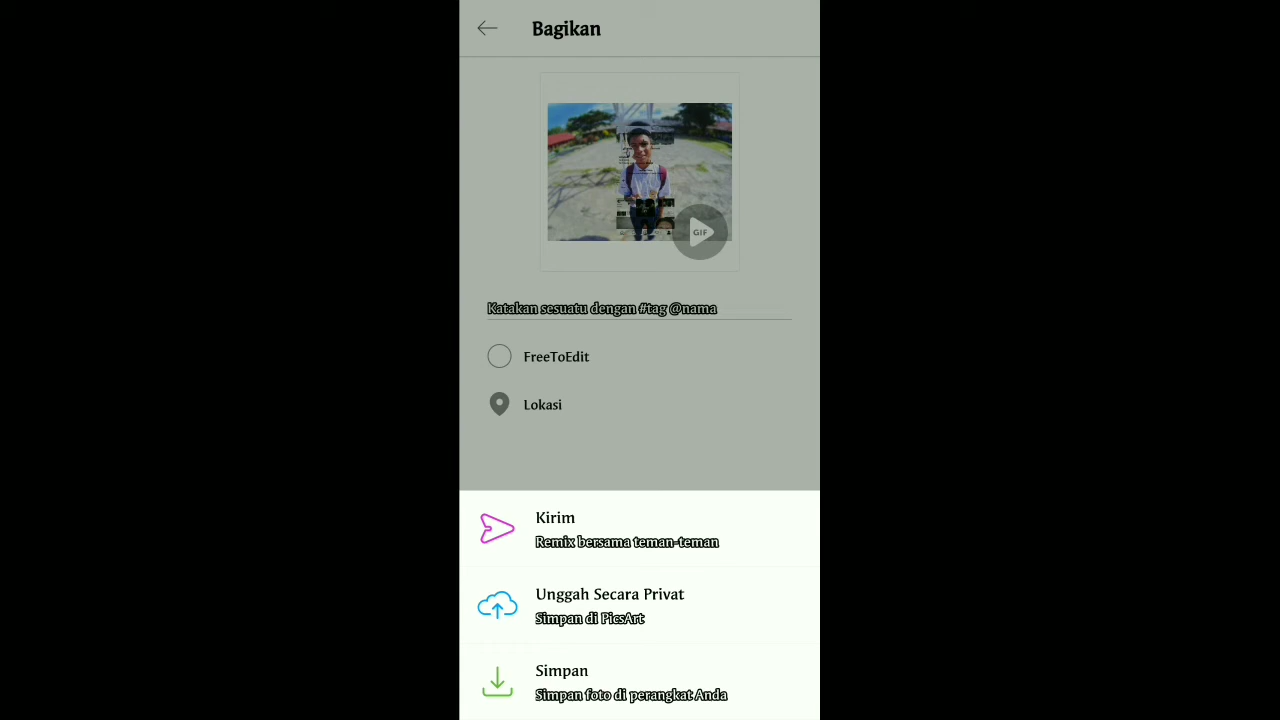 Bagikan
GIF
Katakan sesuatu dengan #tag @nama
FreeToEdit
Lokasi
Kirim
Remix bersama teman-teman
Unggah Secara Privat
Simpan di PicsArt
Simpan
Simpan foto di perangkat Anda